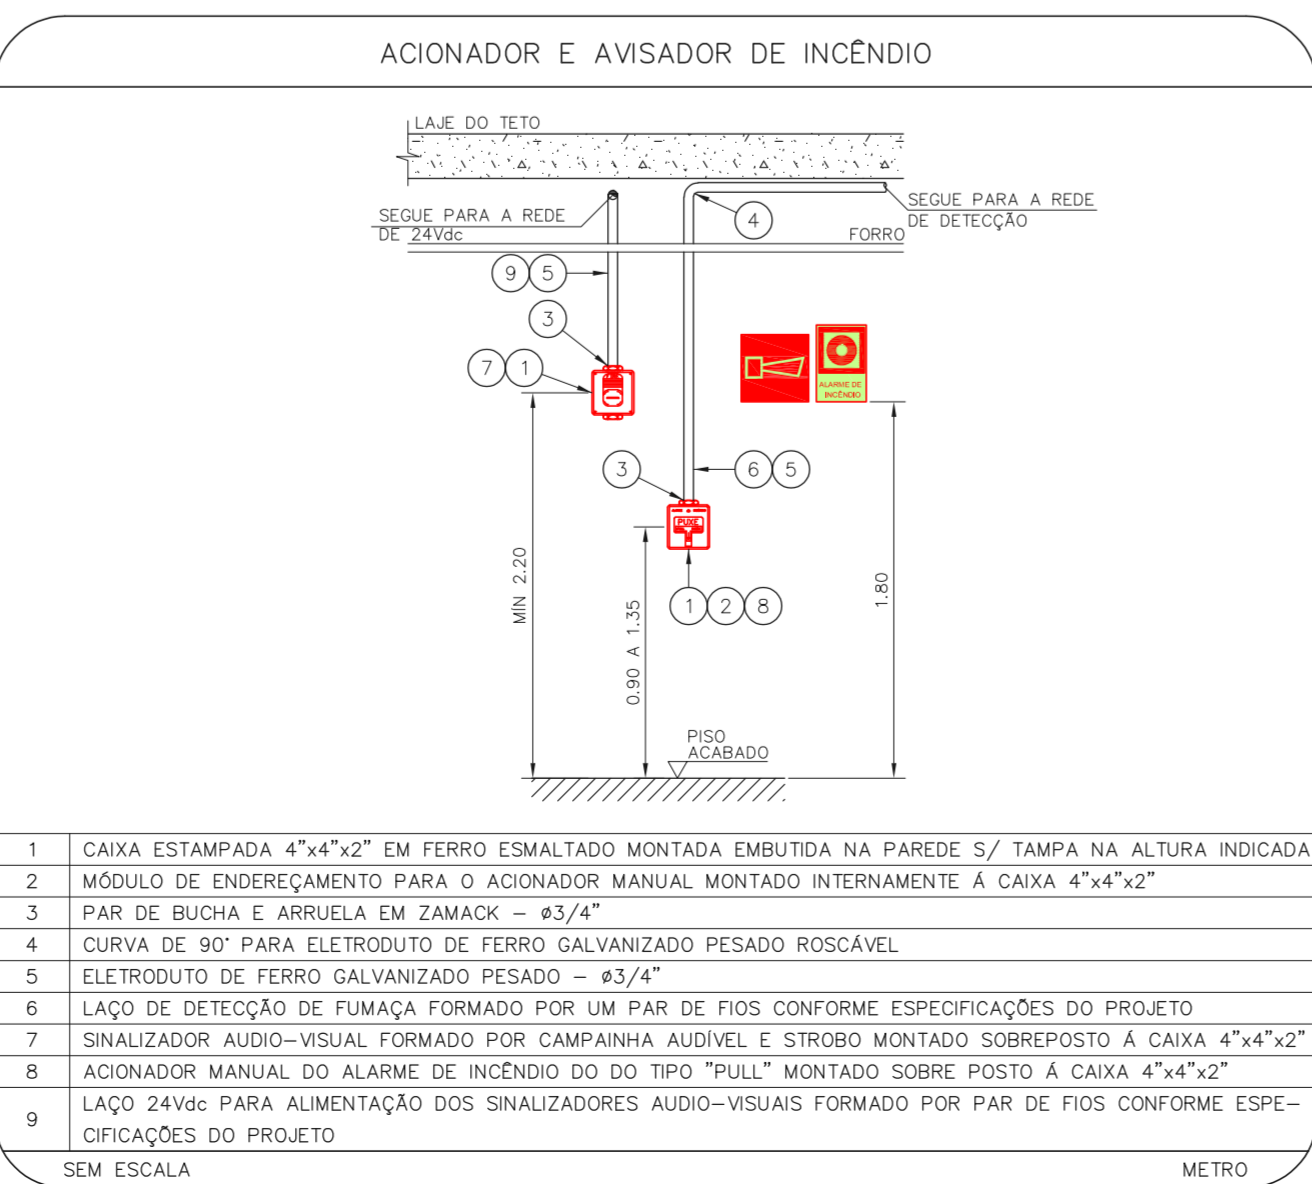 ACIONADOR E AVISADOR DE INCÊNDIO
LAJE DO TETO
SEGUE PARA A REDE
DE 24Vdc
4
SEGUE PARA A REDE
DE DETECÇÃO
FORRO
9 5
3
7 1
ALARME DE
INCÊNDIO
3
6 5
PUXE
MÍN 2.20
0.90 A 1.35
1.80
1 2 8
PISO
ACABADO
1 CAIXA ESTAMPADA 4”x4”x2” EM FERRO ESMALTADO MONTADA EMBUTIDA NA PAREDE S/ TAMPA NA ALTURA INDICADA
2 MÓDULO DE ENDEREÇAMENTO PARA O ACIONADOR MANUAL MONTADO INTERNAMENTE Á CAIXA 4”x4”x2”
3 PAR DE BUCHA E ARRUELA EM ZAMACK – ø3/4”
4 CURVA DE 90° PARA ELETRODUTO DE FERRO GALVANIZADO PESADO ROSCÁVEL
5 ELETRODUTO DE FERRO GALVANIZADO PESADO – ø3/4”
6 LAÇO DE DETECÇÃO DE FUMAÇA FORMADO POR UM PAR DE FIOS CONFORME ESPECIFICAÇÕES DO PROJETO
7 SINALIZADOR AUDIO–VISUAL FORMADO POR CAMPAINHA AUDÍVEL E STROBO MONTADO SOBREPOSTO Á CAIXA 4”x4”x2”
8 ACIONADOR MANUAL DO ALARME DE INCÊNDIO DO DO TIPO "PULL" MONTADO SOBRE POSTO Á CAIXA 4”x4”x2”
9 LAÇO 24Vdc PARA ALIMENTAÇÃO DOS SINALIZADORES AUDIO–VISUAIS FORMADO POR PAR DE FIOS CONFORME ESPE–
CIFICAÇÕES DO PROJETO
SEM ESCALA
METRO